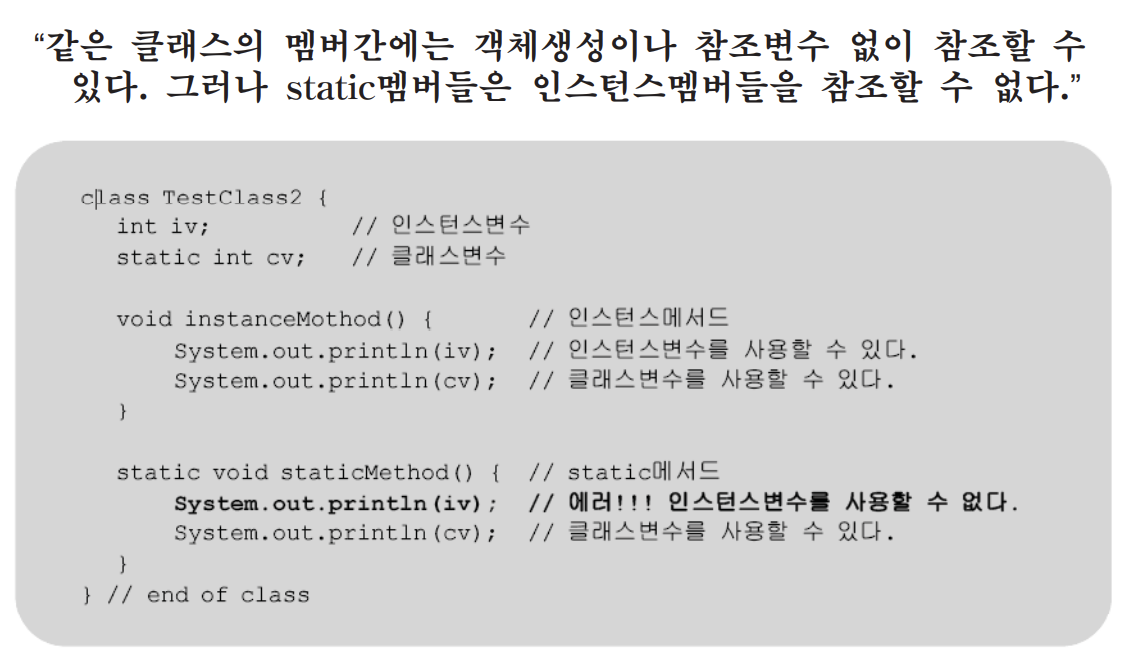 “같은 클래스의 멤버간에는 객체생성이나 참조변수 없이 참조할 수
있다. 그러나 static멤버들은 인스턴스멤버들을 참조할 수 없다.”
class TestClass2 {
int iv; // 인스턴스변수
static int cv; // 클래스변수
void instanceMothod() { // 인스턴스메서드
System.out.println(iv); // 인스턴스변수를 사용할 수 있다.
System.out.println(cv); // 클래스변수를 사용할 수 있다.
}
static void staticMethod() { // static메서드
System.out.println(iv); // 에러!!! 인스턴스변수를 사용할 수 없다.
System.out.println(cv); // 클래스변수를 사용할 수 있다.
}
} // end of class